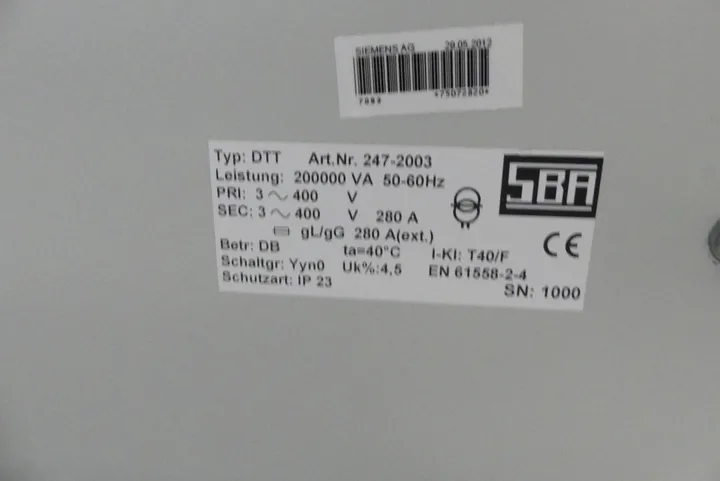 SIEMENS AG 29.05.2012
7983 *75072820*
Typ: DTT Art.Nr. 247-2003
SBA
Leistung: 200000 VA 50-60Hz
PRI: 3 ~ 400 V
SEC: 3 ~ 400 V 280 A
gL/gG 280 A(ext.)
CE
Betr: DB ta=40°C I-Kl: T40/F
Schaltgr: Yyn0 Uk%:4,5 EN 61558-2-4
Schutzart: IP 23
SN: 1000